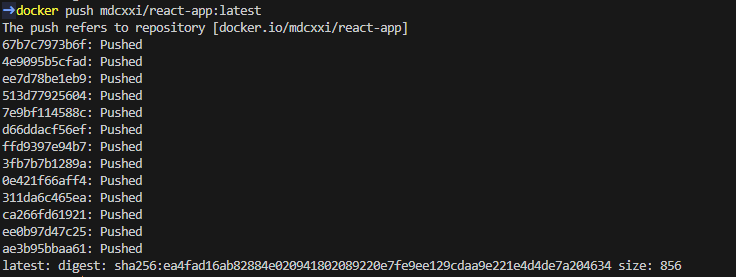 →docker push mdcxxi/react-app:latest
The push refers to repository [docker.io/mdcxxi/react-app]
67b7c7973b6f: Pushed
4e9095b5cfad: Pushed
ee7d78be1eb9: Pushed
513d77925604: Pushed
7e9bf114588c: Pushed
d66ddacf56ef: Pushed
ffd9397e94b7: Pushed
3fb7b7b1289a: Pushed
0e421f66aff4: Pushed
311da6c465ea: Pushed
ca266fd61921: Pushed
ee0b97d47c25: Pushed
ae3b95bbaa61: Pushed
latest: digest: sha256:ea4fad16ab82884e020941802089220e7fe9ee129cdaa9e221e4d4de7a204634 size: 856